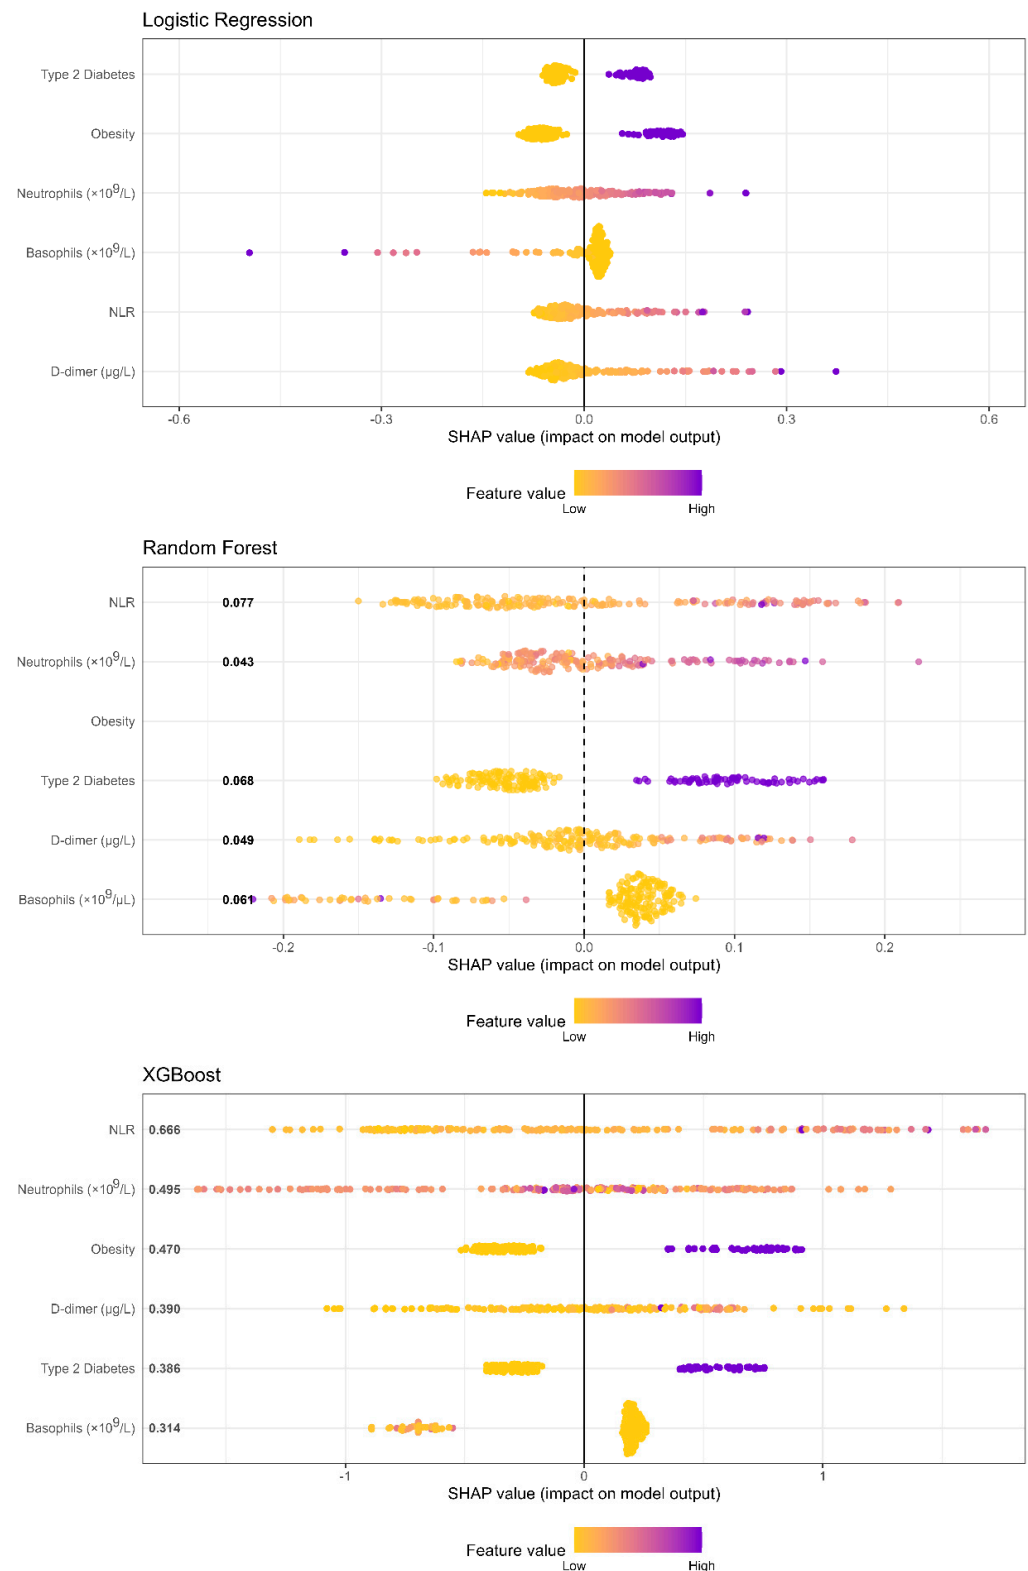 Logistic Regression
Type 2 Diabetes
Obesity
Neutrophils (×10⁹/L)
Basophils (×10⁹/L)
NLR
D-dimer (µg/L)
-0.6 -0.3 0.0 0.3 0.6
SHAP value (impact on model output)
Feature value
Low High
Random Forest
NLR 0.077
Neutrophils (×10⁹/L) 0.043
Obesity
Type 2 Diabetes 0.068
D-dimer (µg/L) 0.049
Basophils (×10⁹/µL) 0.061
-0.2 -0.1 0.0 0.1 0.2
SHAP value (impact on model output)
Feature value
Low High
XGBoost
NLR 0.666
Neutrophils (×10⁹/L) 0.495
Obesity 0.470
D-dimer (µg/L) 0.390
Type 2 Diabetes 0.386
Basophils (×10⁹/L) 0.314
-1 0 1
SHAP value (impact on model output)
Feature value
Low High